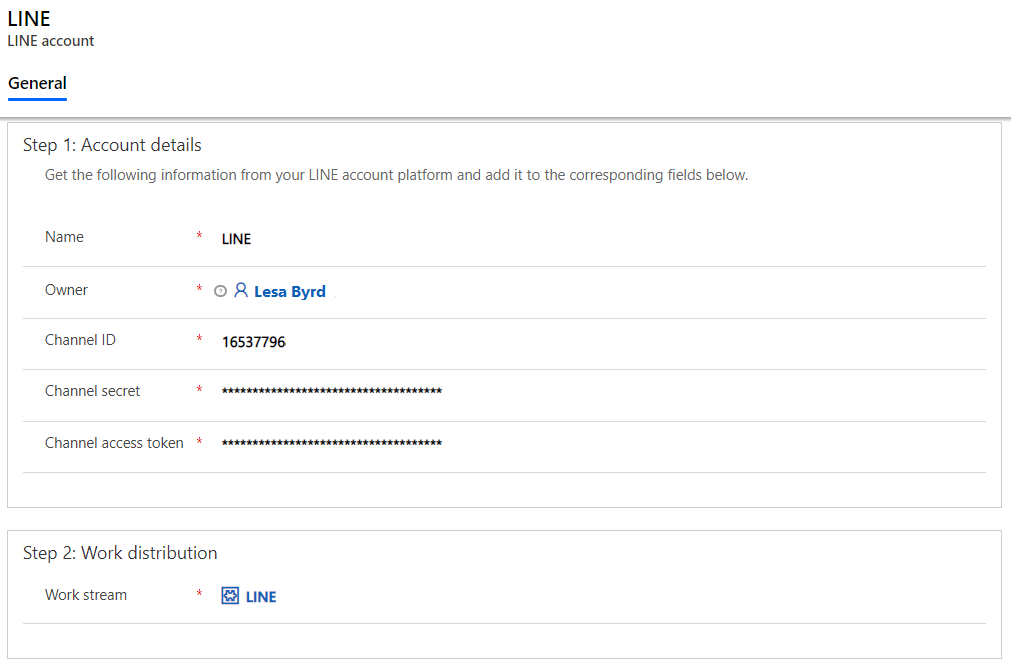 LINE
LINE account
General
Step 1: Account details
Get the following information from your LINE account platform and add it to the corresponding fields below.
Name * LINE
Owner * Lesa Byrd
Channel ID * 16537796
Channel secret * ************************************
Channel access token * ************************************
Step 2: Work distribution
Work stream * LINE